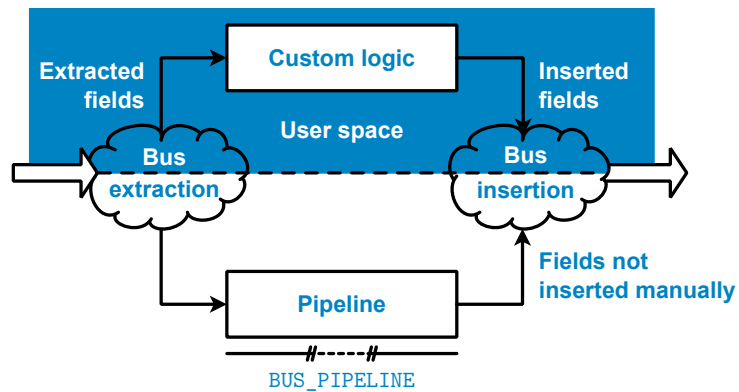 Extracted
fields
Custom logic
Inserted
fields
User space
Bus
extraction
Bus
insertion
Pipeline
Fields not
inserted manually
BUS_PIPELINE